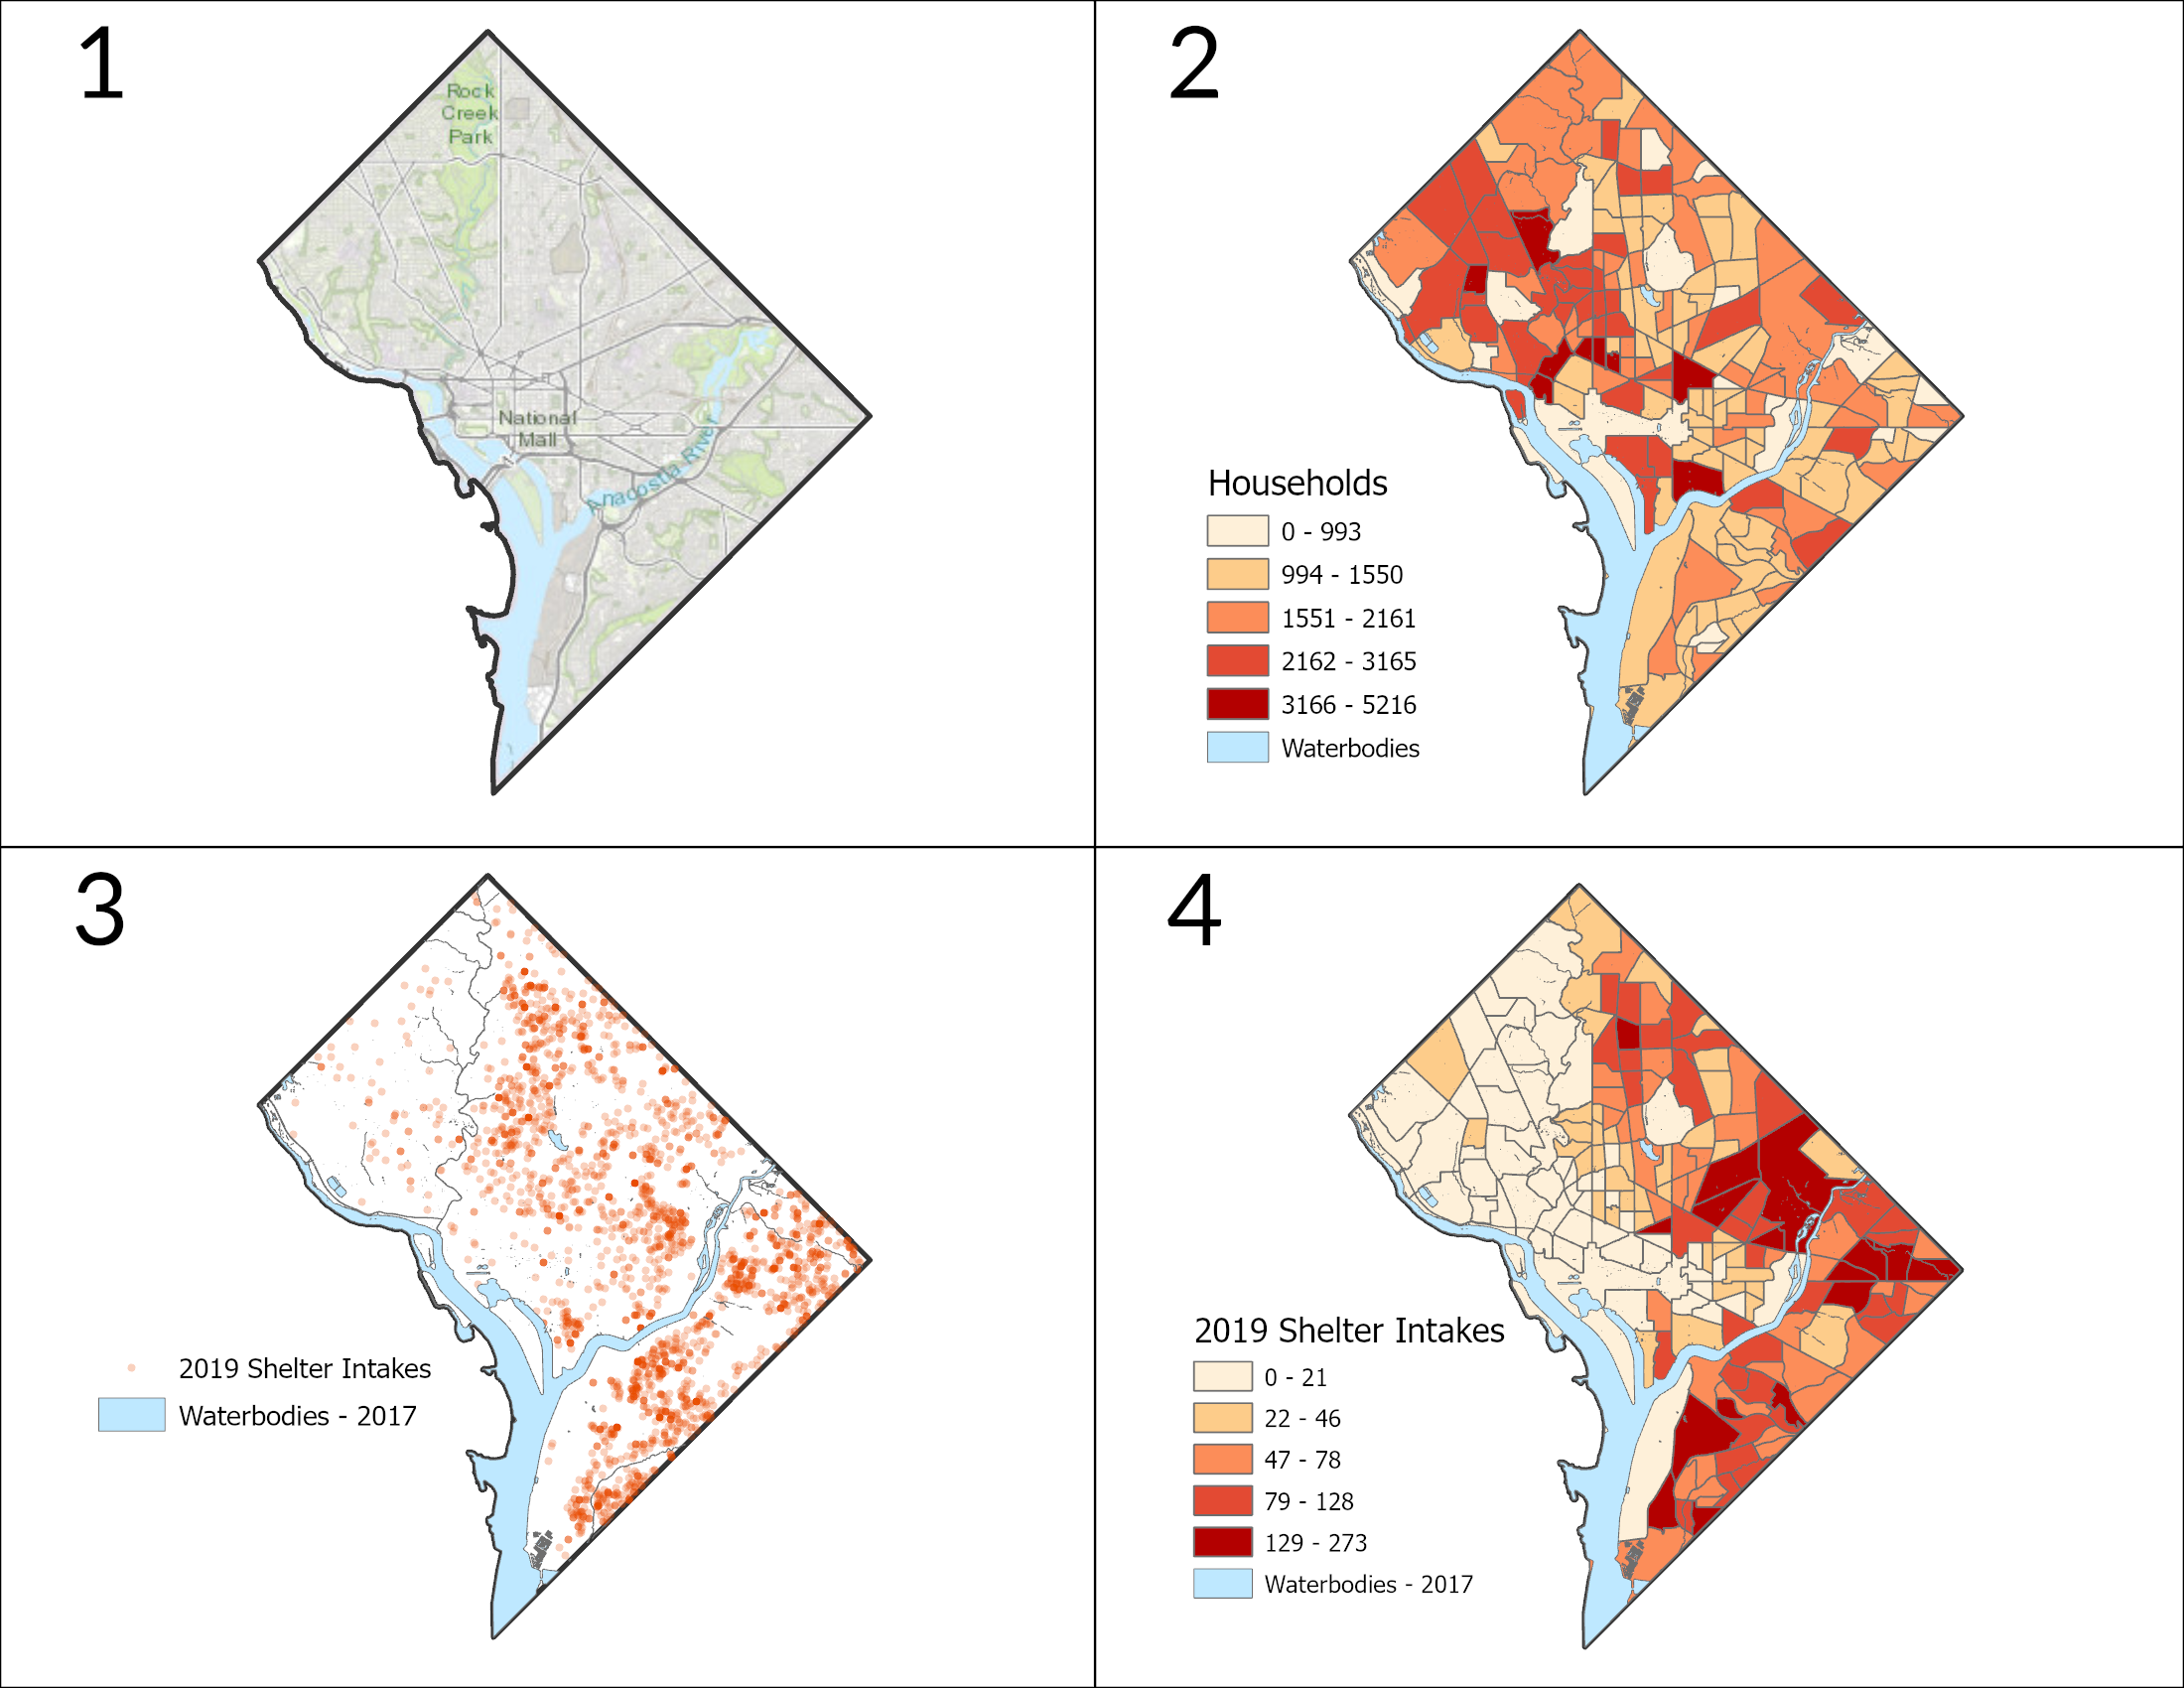 1
Rock
Creek
Park
National
Mall
Anacostia River
2
Households
0 - 993
994 - 1550
1551 - 2161
2162 - 3165
3166 - 5216
Waterbodies
3
2019 Shelter Intakes
Waterbodies - 2017
4
2019 Shelter Intakes
0 - 21
22 - 46
47 - 78
79 - 128
129 - 273
Waterbodies - 2017